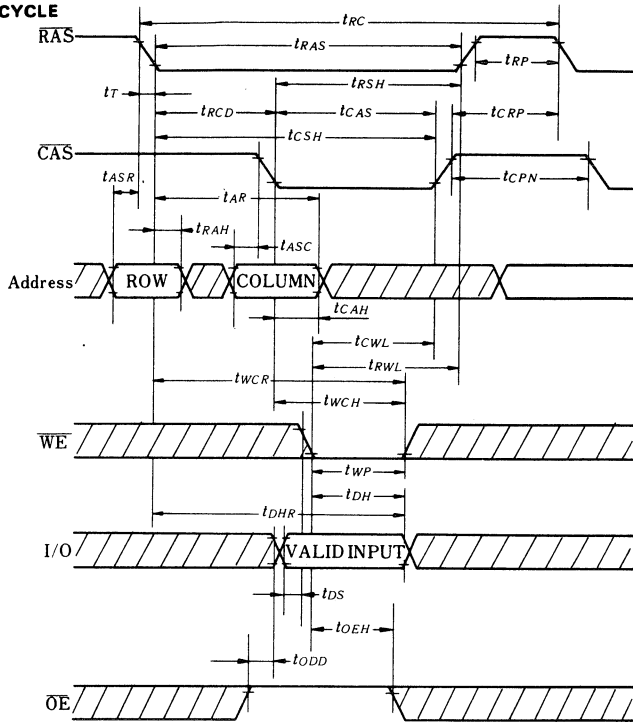 CYCLE
tRC
RAS
tRAS
tRP
tRSH
tT
tRCD
tCAS
tCRP
tCSH
CAS
tASR
tCPN
tAR
tRAH
tASC
Address
ROW
COLUMN
tCAH
tCWL
tRWL
tWCR
tWCH
WE
tWP
tDH
tDHR
I/O
VALID INPUT
tDS
tOEH
tODD
OE